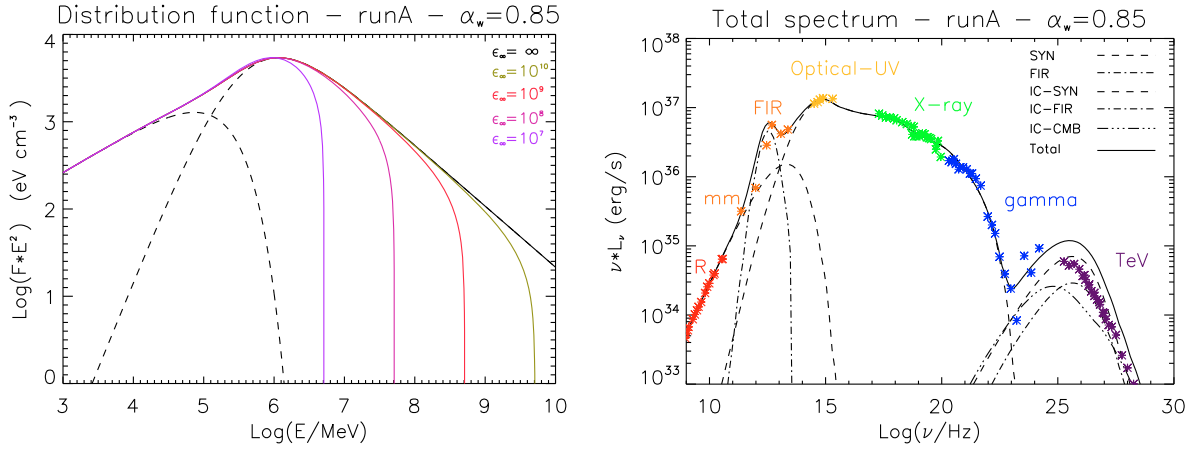 Distribution function – runA – α_w=0.85
Log(F*E²) (eV cm⁻³)
4
3
2
1
0
ϵ∞= ∞
ϵ∞=10¹⁰
ϵ∞=10⁹
ϵ∞=10⁸
ϵ∞=10⁷
3 4 5 6 7 8 9 10
Log(E/MeV)
Total spectrum – runA – α_w=0.85
ν*L_ν (erg/s)
10³⁸
10³⁷
10³⁶
10³⁵
10³⁴
10³³
R
mm
FIR
Optical–UV
X–ray
gamma
TeV
SYN
FIR
IC–SYN
IC–FIR
IC–CMB
Total
10 15 20 25 30
Log(ν/Hz)